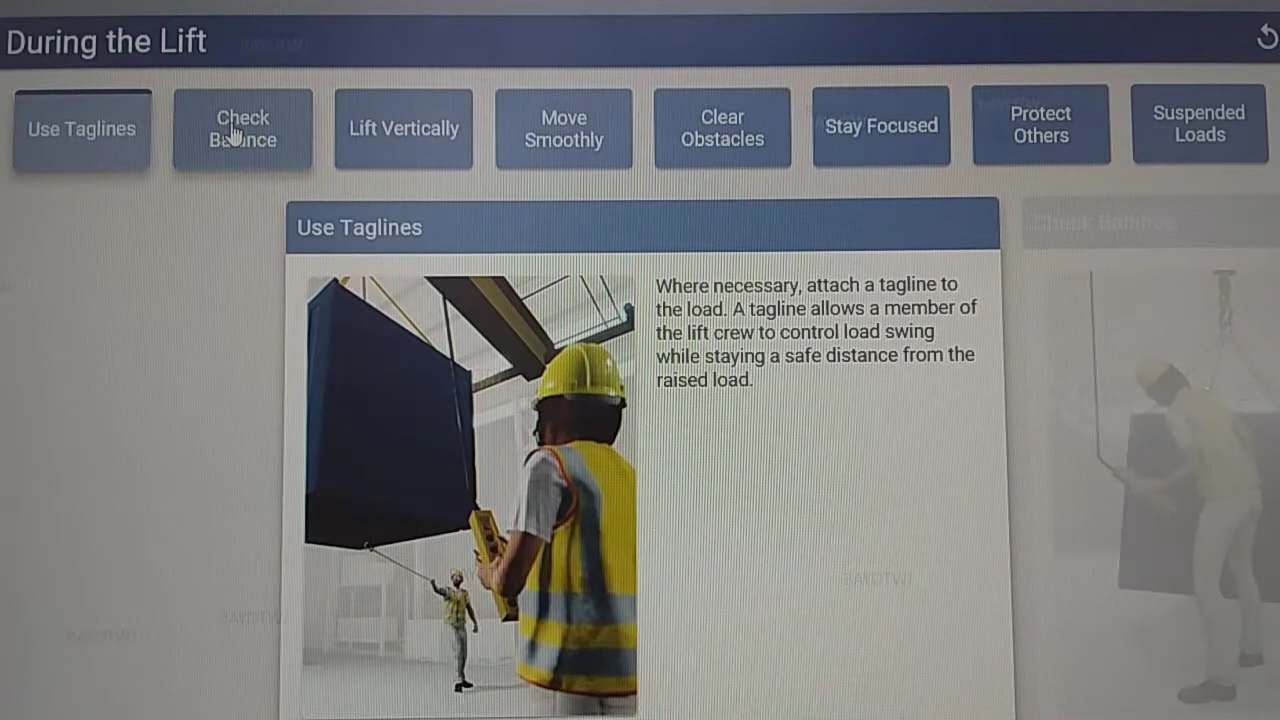 During the Lift
Use Taglines
Check
Balance
Lift Vertically
Move
Smoothly
Clear
Obstacles
Stay Focused
Protect
Others
Suspended
Loads
Use Taglines
Check Balance
Where necessary, attach a tagline to
the load. A tagline allows a member of
the lift crew to control load swing
while staying a safe distance from the
raised load.